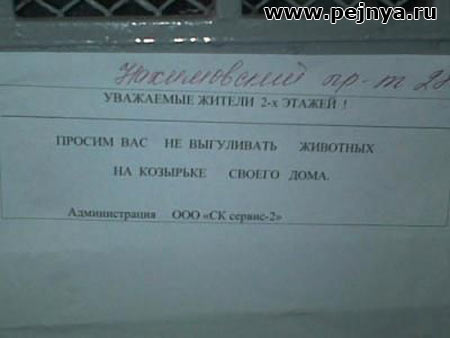 www.pejnya.ru
Нахимовский пр-т 28
УВАЖАЕМЫЕ ЖИТЕЛИ 2-х ЭТАЖЕЙ !
ПРОСИМ ВАС НЕ ВЫГУЛИВАТЬ ЖИВОТНЫХ
НА КОЗЫРЬКЕ СВОЕГО ДОМА.
Администрация ООО «СК сервис-2»